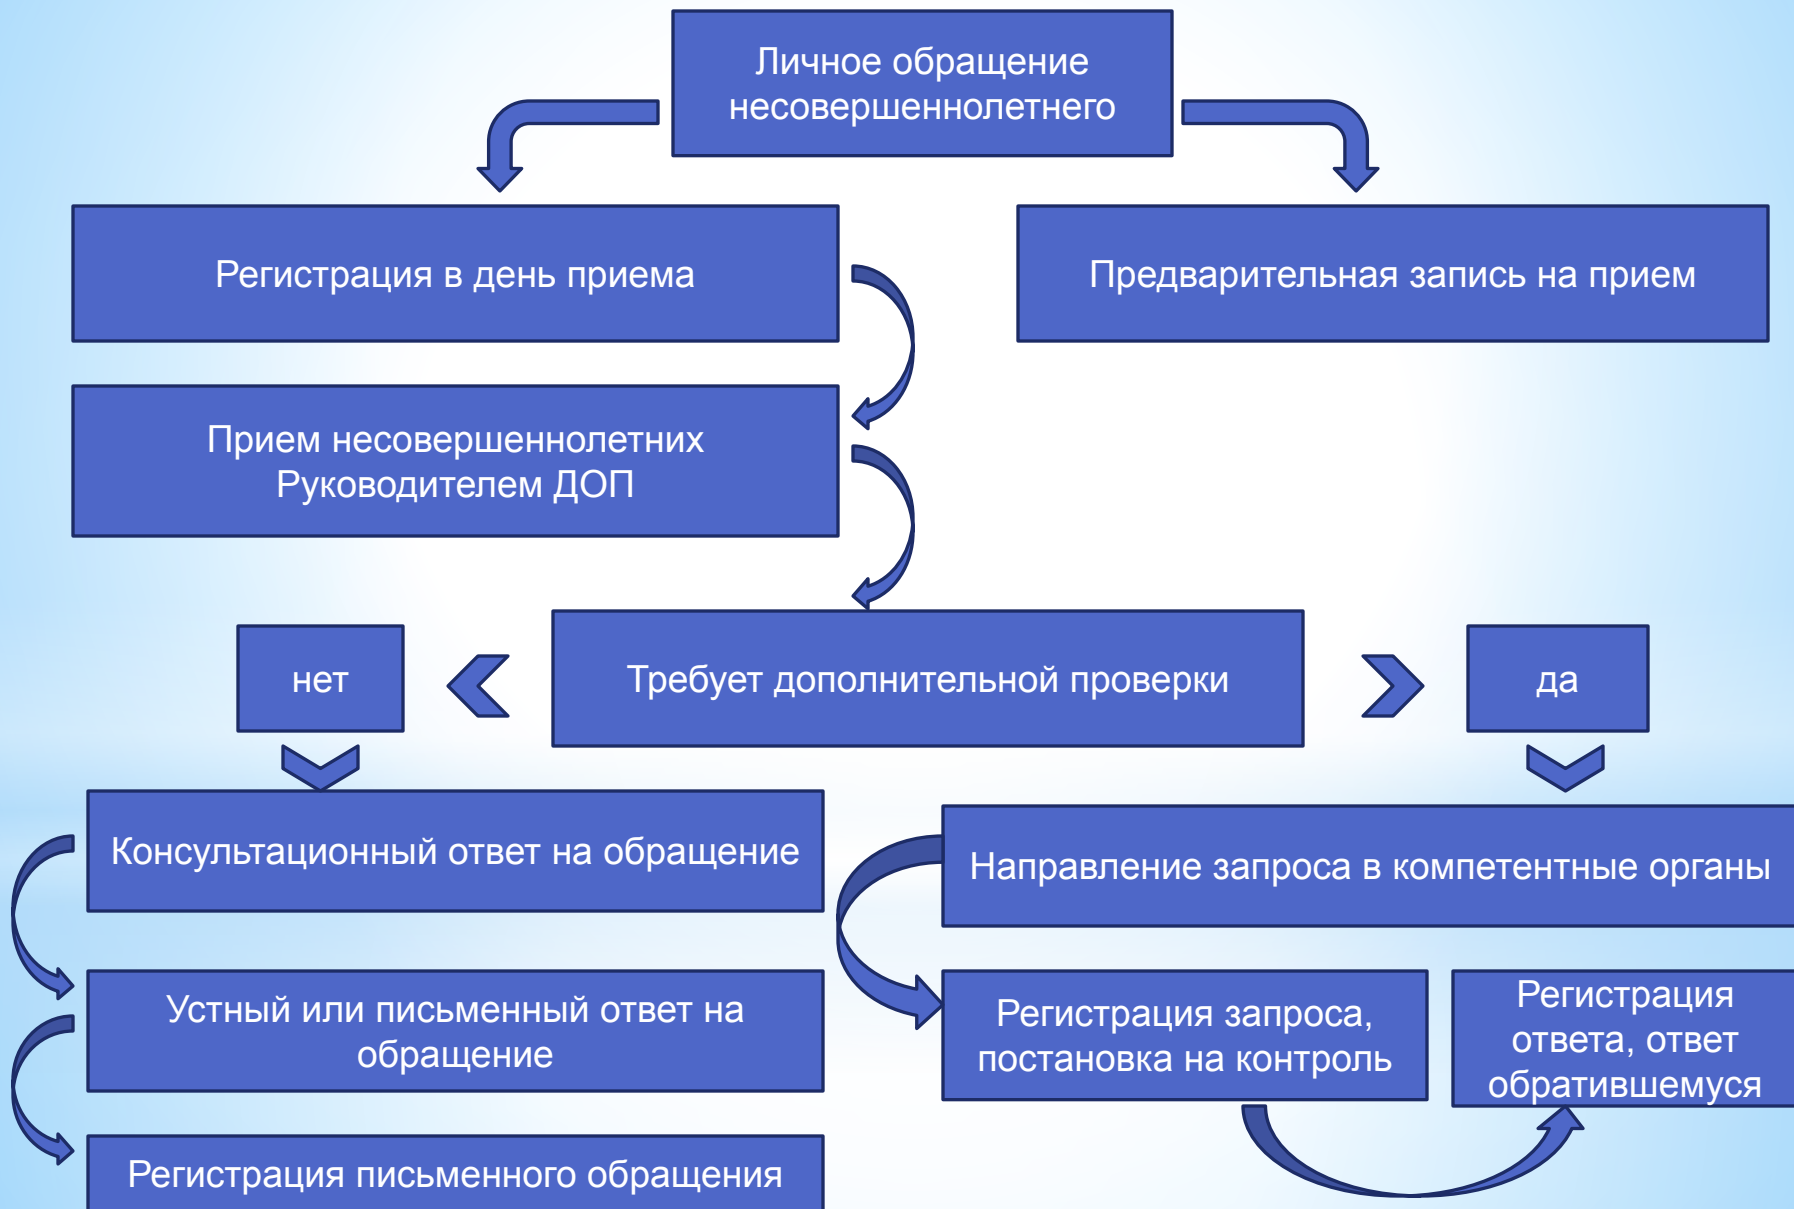 Личное обращение
несовершеннолетнего
Регистрация в день приема
Предварительная запись на прием
Прием несовершеннолетних
Руководителем ДОП
нет
Требует дополнительной проверки
да
Консультационный ответ на обращение
Направление запроса в компетентные органы
Устный или письменный ответ на
обращение
Регистрация запроса,
постановка на контроль
Регистрация
ответа, ответ
обратившемуся
Регистрация письменного обращения